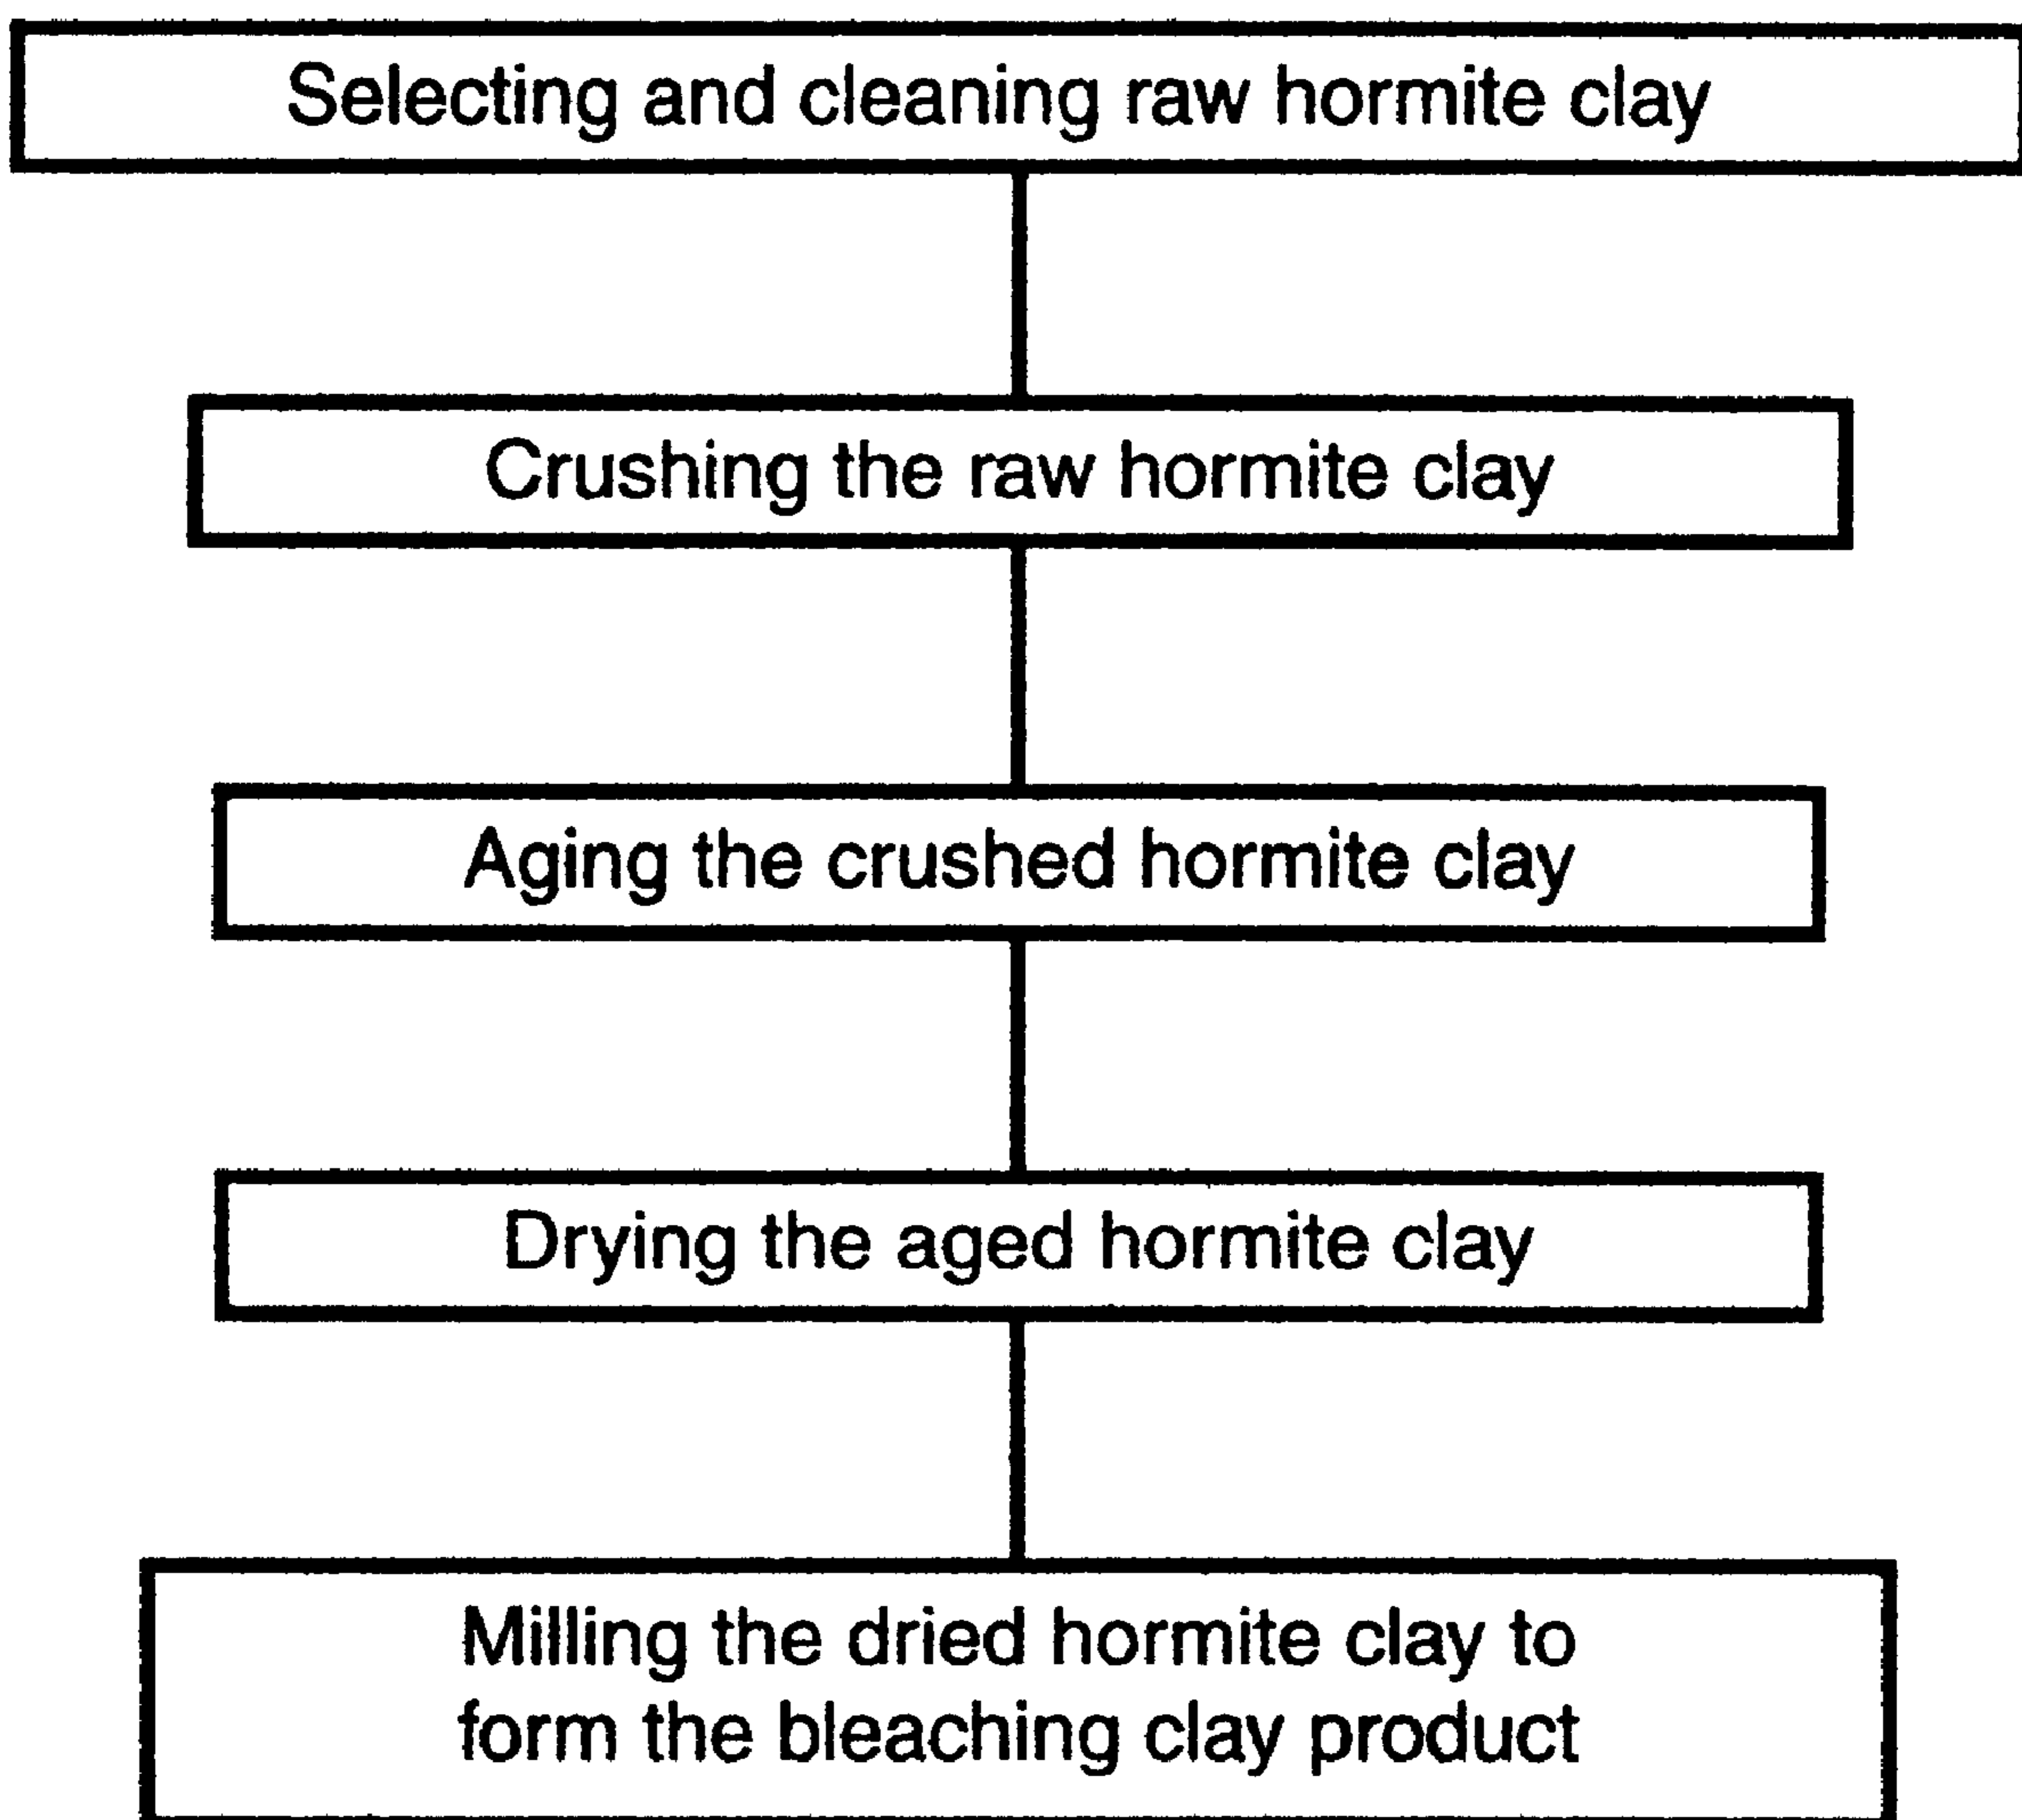 Selecting and cleaning raw hormite clay
Crushing the raw hormite clay
Aging the crushed hormite clay
Drying the aged hormite clay
Milling the dried hormite clay to
form the bleaching clay product